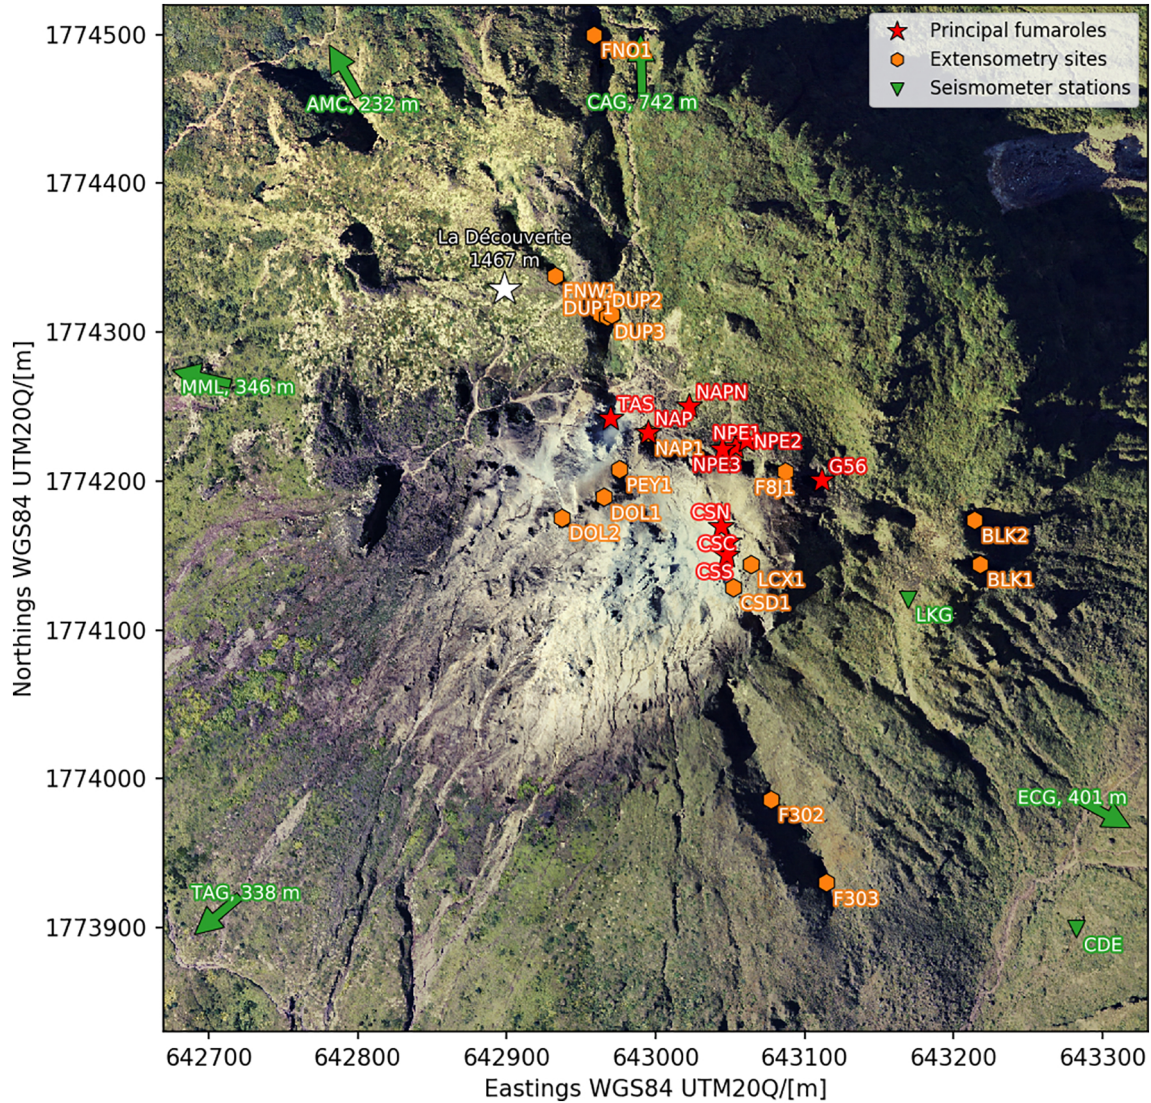 1774500
1774400
1774300
1774200
1774100
1774000
1773900
Northings WGS84 UTM20Q/[m]
Principal fumaroles
Extensometry sites
Seismometer stations
FNO1
AMC, 232 m
CAG, 742 m
La Découverte
1467 m
FNW1
DUP1
DUP2
DUP3
MML, 346 m
NAPN
TAS
NAP
NAP1
NPE1
NPE2
NPE3
G56
F8J1
PEY1
DOL1
DOL2
CSN
CSC
CSS
LCX1
CSD1
BLK2
BLK1
LKG
ECG, 401 m
F302
F303
TAG, 338 m
CDE
642700
642800
642900
643000
643100
643200
643300
Eastings WGS84 UTM20Q/[m]